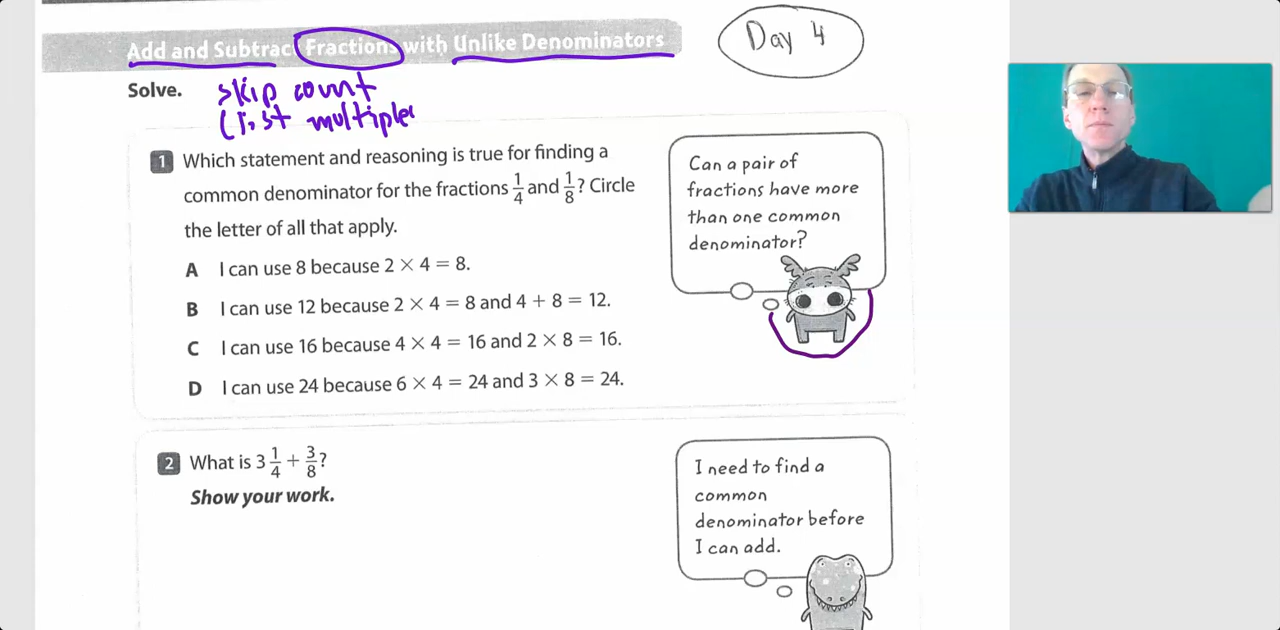 Add and Subtract Fractions with Unlike Denominators
Day 4
Solve.
skip count
list multiples
1 Which statement and reasoning is true for finding a
common denominator for the fractions 1/4 and 1/8? Circle
the letter of all that apply.
A I can use 8 because 2 × 4 = 8.
B I can use 12 because 2 × 4 = 8 and 4 + 8 = 12.
C I can use 16 because 4 × 4 = 16 and 2 × 8 = 16.
D I can use 24 because 6 × 4 = 24 and 3 × 8 = 24.
Can a pair of
fractions have more
than one common
denominator?
2 What is 3 1/4 + 3/8?
Show your work.
I need to find a
common
denominator before
I can add.